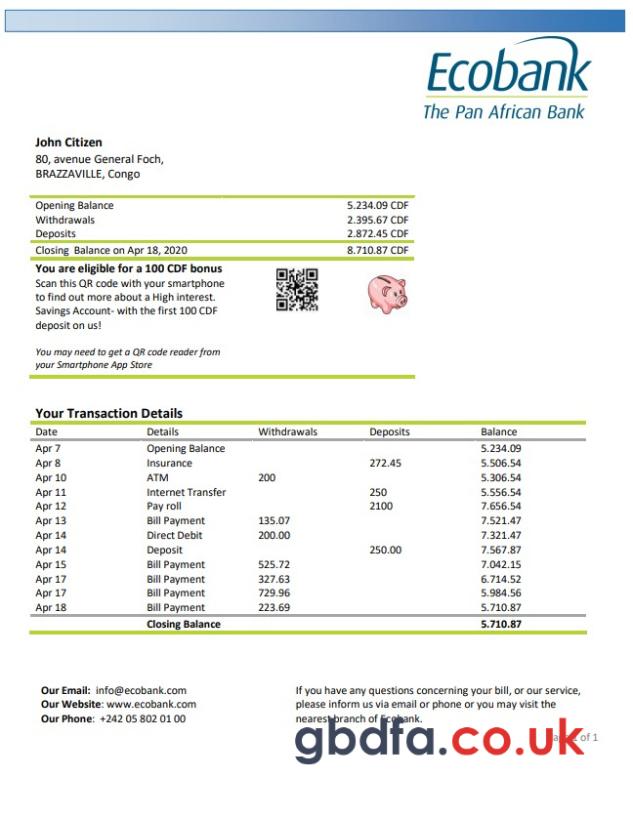 Ecobank
The Pan African Bank
John Citizen
80, avenue General Foch,
BRAZZAVILLE, Congo
Opening Balance 5.234.09 CDF
Withdrawals 2.395.67 CDF
Deposits 2.872.45 CDF
Closing Balance on Apr 18, 2020 8.710.87 CDF
You are eligible for a 100 CDF bonus
Scan this QR code with your smartphone
to find out more about a High interest.
Savings Account- with the first 100 CDF
deposit on us!
You may need to get a QR code reader from
your Smartphone App Store
Your Transaction Details
Date Details Withdrawals Deposits Balance
Apr 7 Opening Balance 5.234.09
Apr 8 Insurance 272.45 5.506.54
Apr 10 ATM 200 5.306.54
Apr 11 Internet Transfer 250 5.556.54
Apr 12 Pay roll 2100 7.656.54
Apr 13 Bill Payment 135.07 7.521.47
Apr 14 Direct Debit 200.00 7.321.47
Apr 14 Deposit 250.00 7.567.87
Apr 15 Bill Payment 525.72 7.042.15
Apr 17 Bill Payment 327.63 6.714.52
Apr 17 Bill Payment 729.96 5.984.56
Apr 18 Bill Payment 223.69 5.710.87
Closing Balance 5.710.87
Our Email: info@ecobank.com
Our Website: www.ecobank.com
Our Phone: +242 05 802 01 00
If you have any questions concerning your bill, or our service,
please inform us via email or phone or you may visit the
nearest branch of Ecobank.
gbdfa.co.uk
of 1